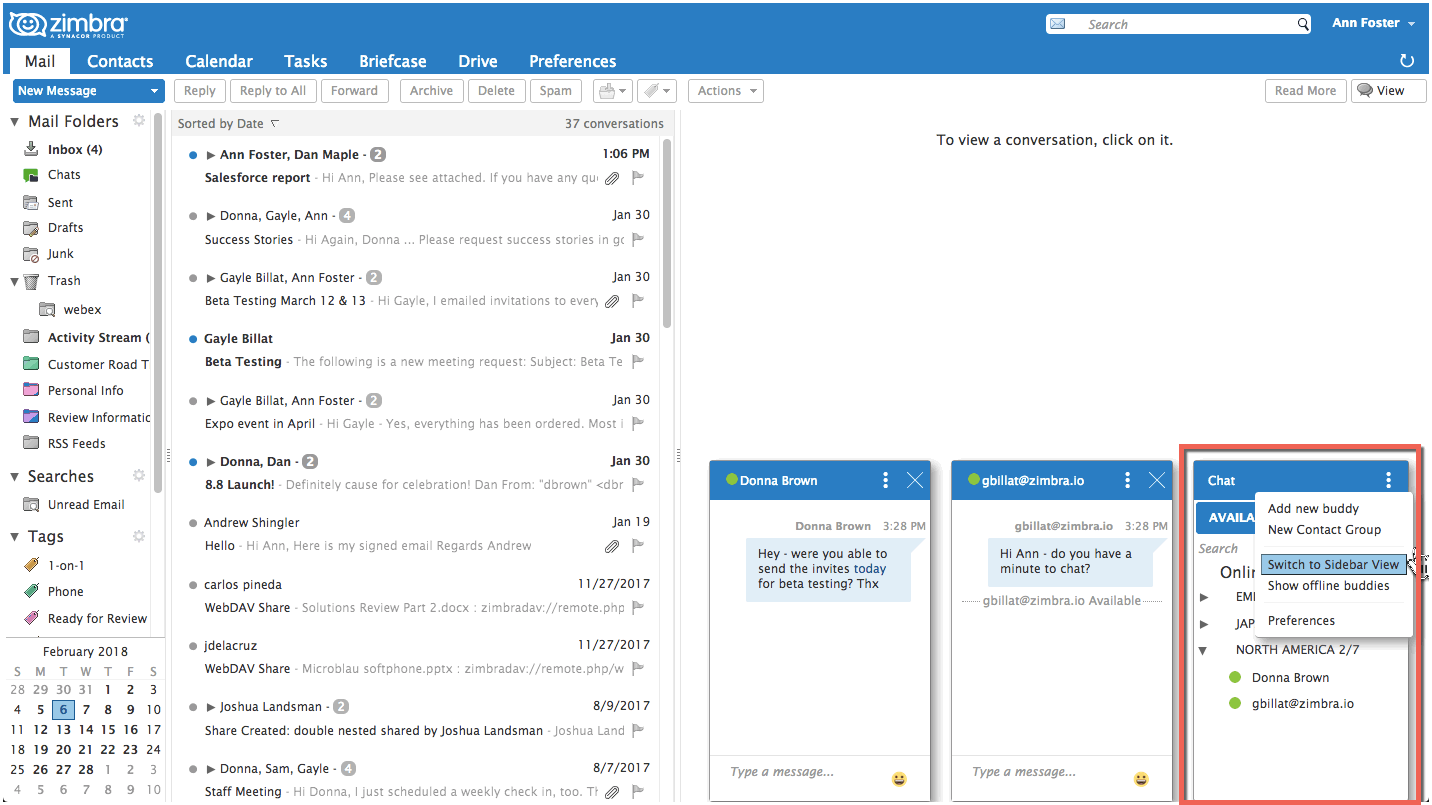 zimbra
A SYNACOR PRODUCT
Search
Ann Foster
Mail Contacts Calendar Tasks Briefcase Drive Preferences
New Message Reply Reply to All Forward Archive Delete Spam Actions Read More View
Mail Folders
Inbox (4)
Chats
Sent
Drafts
Junk
Trash
webex
Activity Stream (
Customer Road T
Personal Info
Review Informatic
RSS Feeds
Searches
Unread Email
Tags
1-on-1
Phone
Ready for Review
February 2018
S M T W T F S
28 29 30 31 1 2 3
4 5 6 7 8 9 10
11 12 13 14 15 16 17
18 19 20 21 22 23 24
25 26 27 28 1 2 3
4 5 6 7 8 9 10
Sorted by Date 37 conversations
Ann Foster, Dan Maple - 2 1:06 PM
Salesforce report - Hi Ann, Please see attached. If you have any qu
Donna, Gayle, Ann - 4 Jan 30
Success Stories - Hi Again, Donna ... Please request success stories in gc
Gayle Billat, Ann Foster - 2 Jan 30
Beta Testing March 12 & 13 - Hi Gayle, I emailed invitations to every
Gayle Billat Jan 30
Beta Testing - The following is a new meeting request: Subject: Beta Te
Gayle Billat, Ann Foster - 2 Jan 30
Expo event in April - Hi Gayle - Yes, everything has been ordered. Most i
Donna, Dan - 2 Jan 30
8.8 Launch! - Definitely cause for celebration! Dan From: "dbrown" <dbr
Andrew Shingler Jan 19
Hello - Hi Ann, Here is my signed email Regards Andrew
carlos pineda 11/27/2017
WebDAV Share - Solutions Review Part 2.docx : zimbradav://remote.php
jdelacruz 11/27/2017
WebDAV Share - Microblau softphone.pptx : zimbradav://remote.php/w
Joshua Landsman - 2 8/9/2017
Share Created: double nested shared by Joshua Landsman - Joshua Land
Donna, Sam, Gayle - 4 8/7/2017
Staff Meeting - Hi Donna, I just scheduled a weekly check in, too. Th
To view a conversation, click on it.
Donna Brown
Donna Brown 3:28 PM
Hey - were you able to
send the invites today
for beta testing? Thx
Type a message...
gbillat@zimbra.io
gbillat@zimbra.io 3:28 PM
Hi Ann - do you have a
minute to chat?
gbillat@zimbra.io Available
Type a message...
Chat
AVAILA
Search
Onlin
EMI
JAP
Add new buddy
New Contact Group
Switch to Sidebar View
Show offline buddies
Preferences
NORTH AMERICA 2/7
Donna Brown
gbillat@zimbra.io